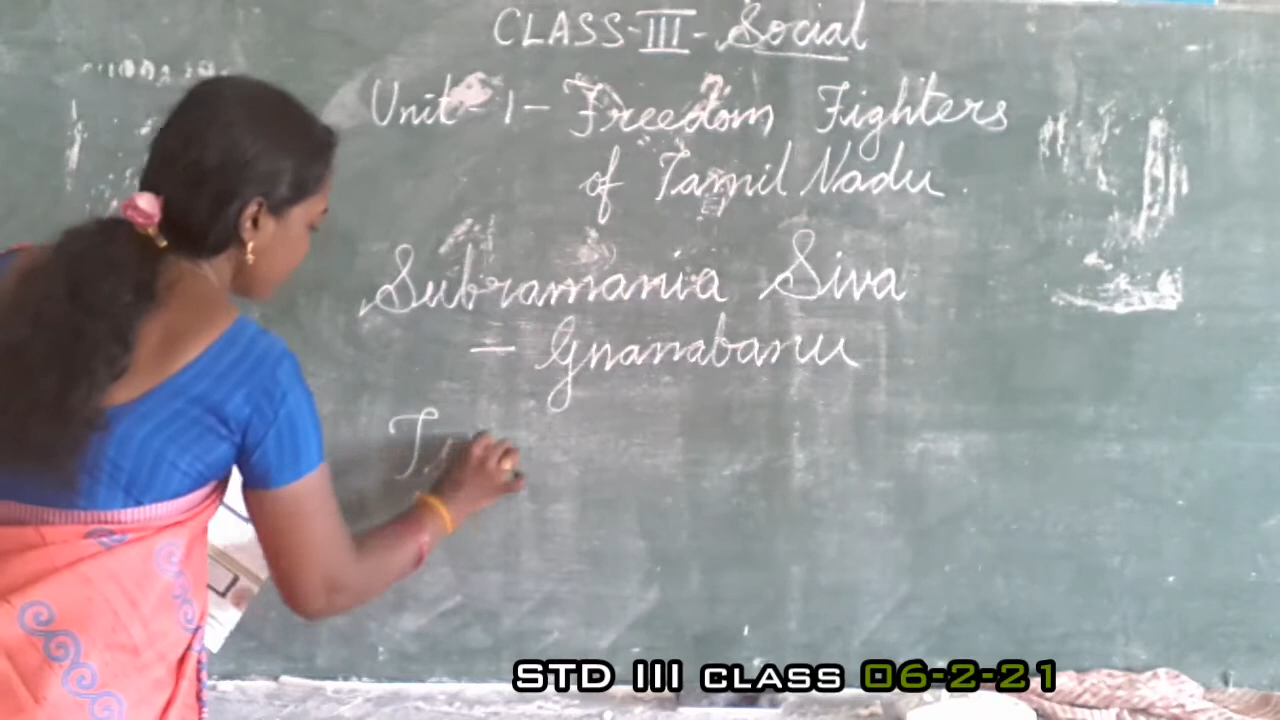 CLASS-III-Social
Unit-1-Freedom Fighters
of Tamil Nadu.
Subramania Siva
- Gnanabanu
STD III CLASS 06-2-21